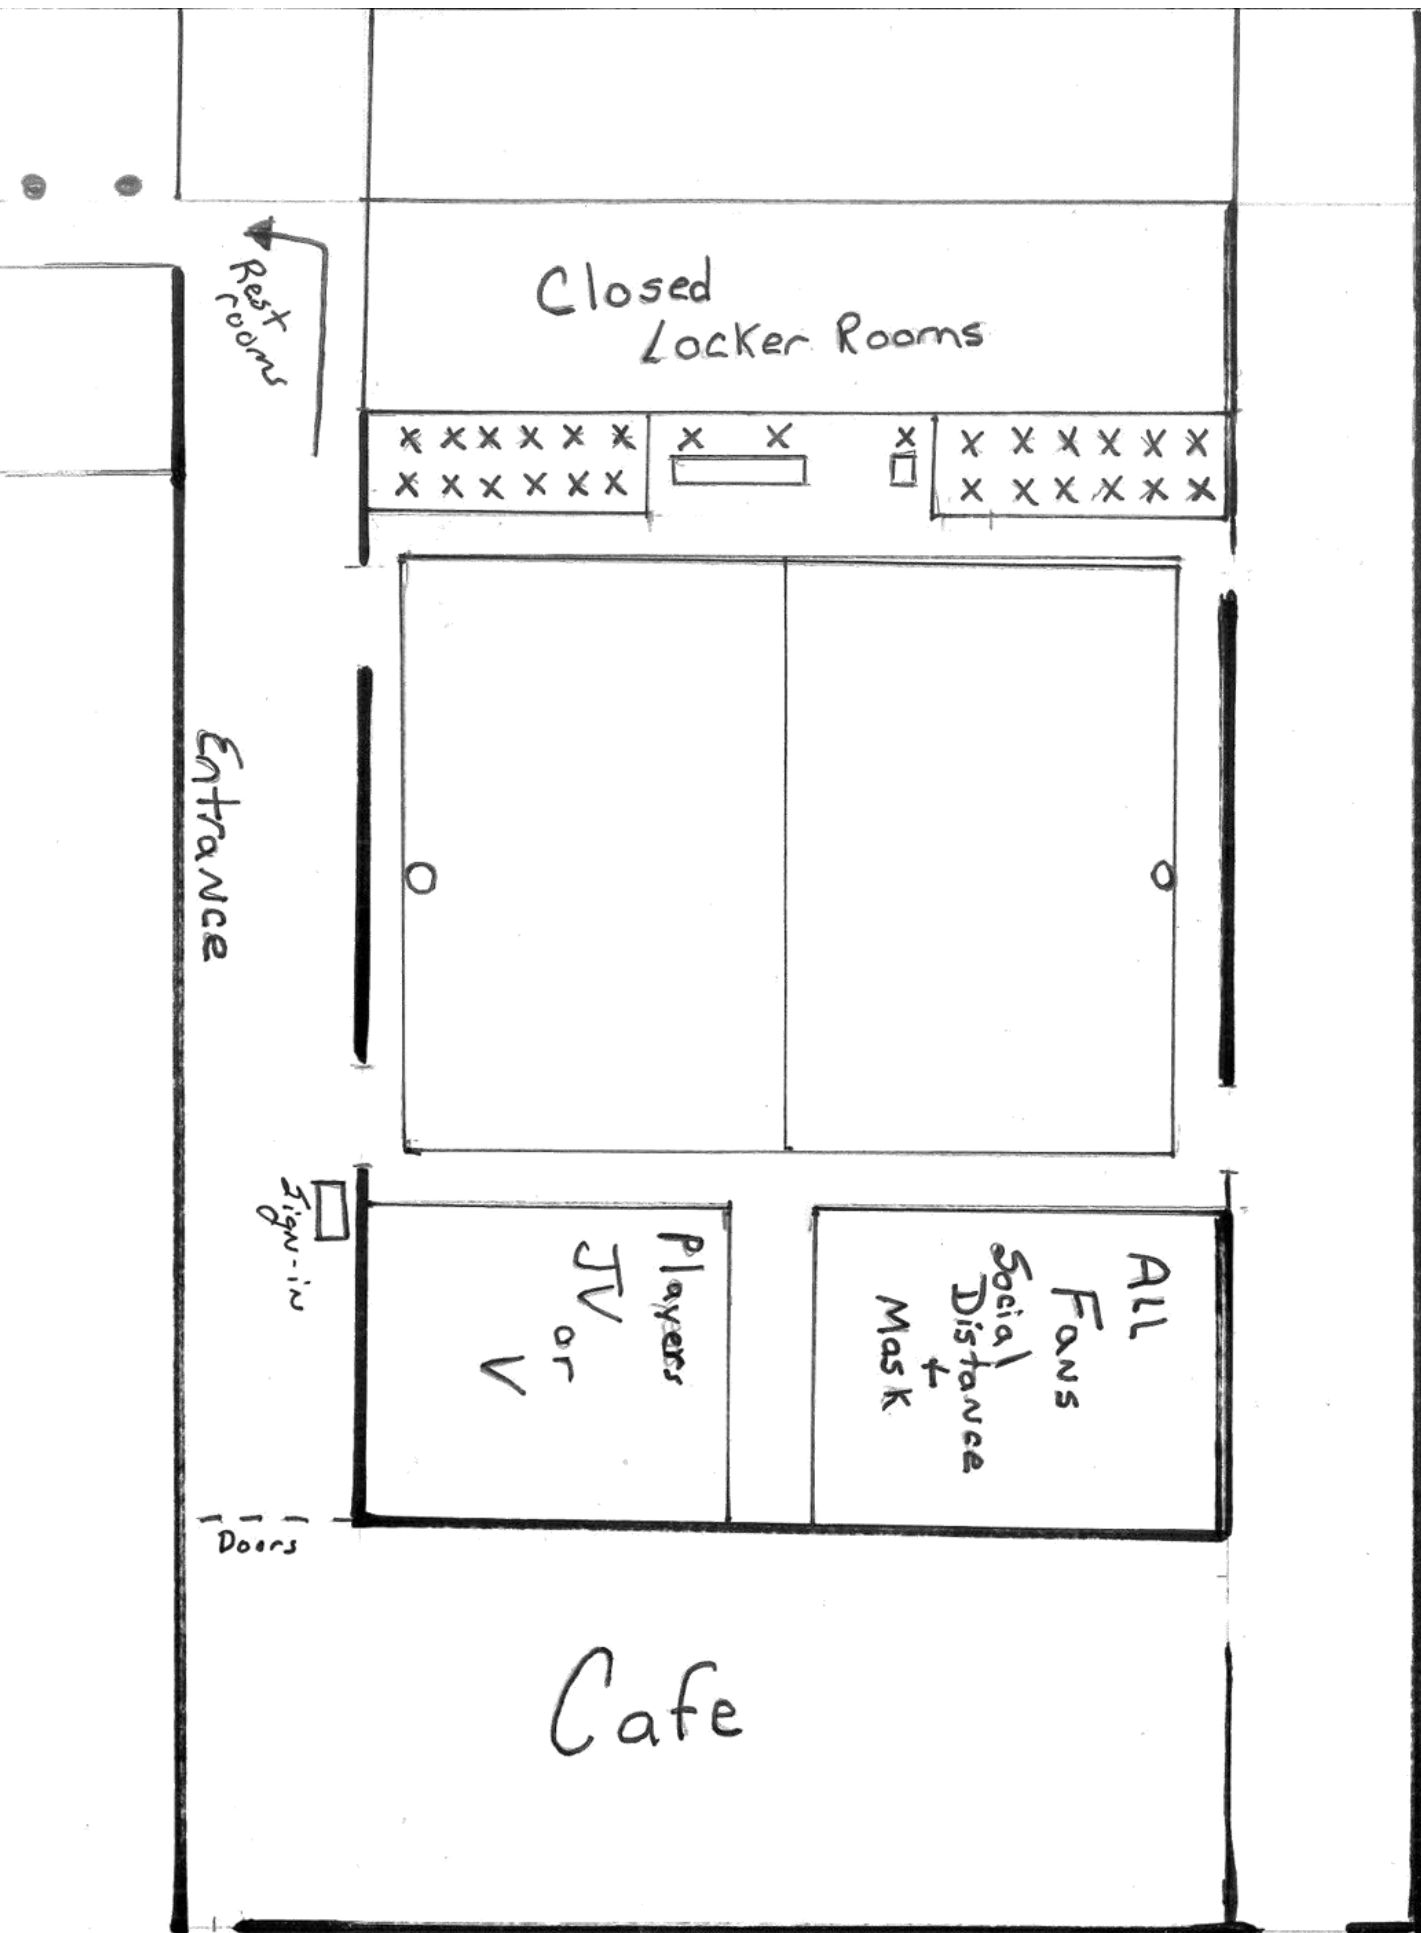 Rest
rooms
Closed
Locker Rooms
x x x x x x x x x x x x x x x
x x x x x x x x x x x x
Entrance
Sign-in
Players
JV
or
V
All
Fans
Social
Distance
+
Mask
Doors
Cafe